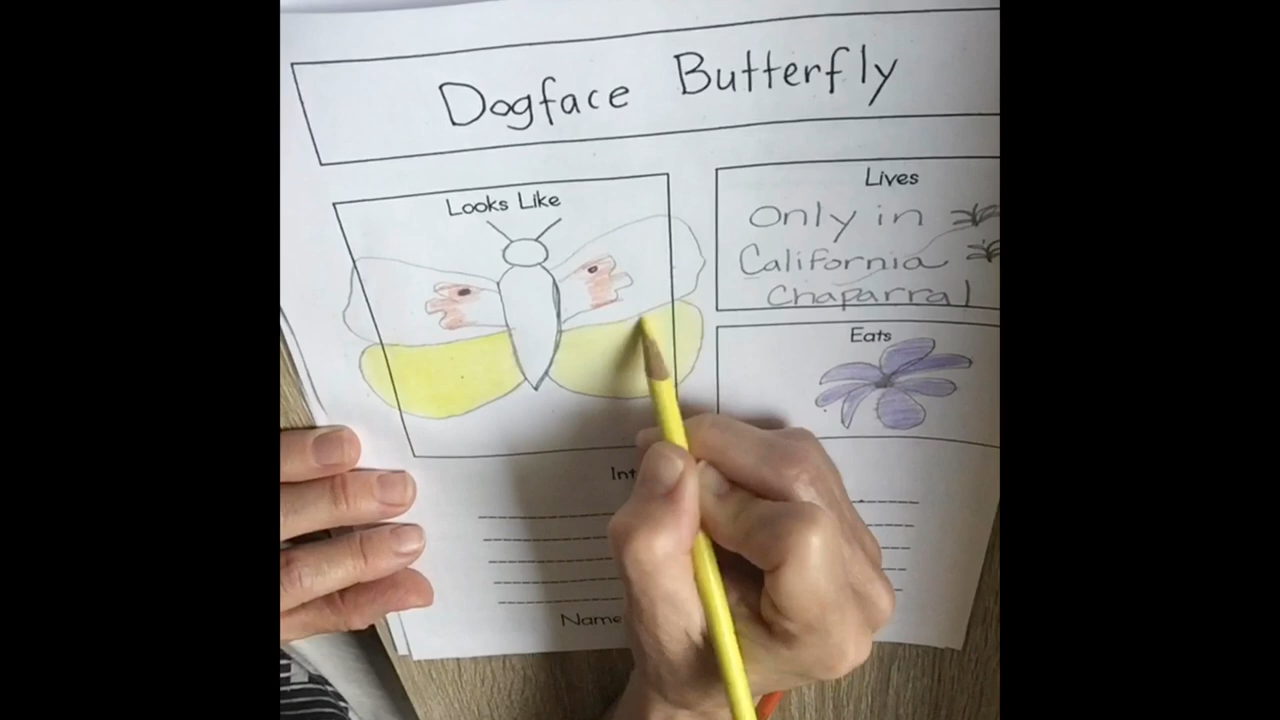 Dogface Butterfly
Looks Like
Lives
Only in
California
Chaparral
Eats
Name